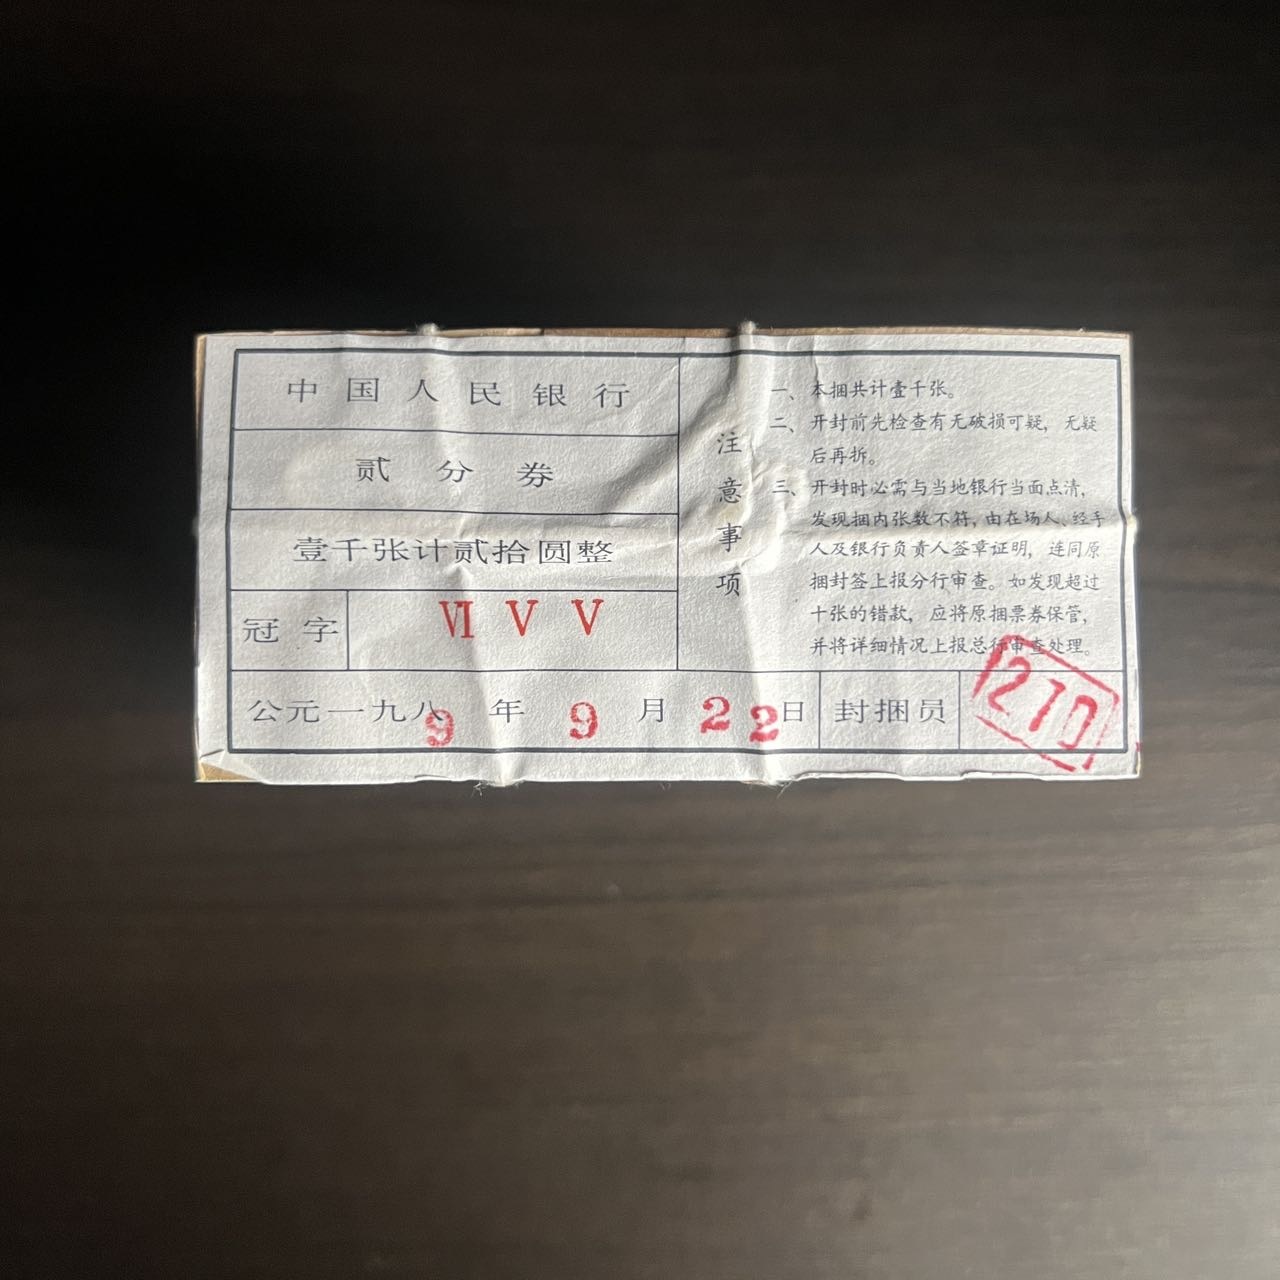 中国人民银行
贰分券
壹千张计贰拾圆整
冠字 Ⅵ Ⅴ Ⅴ
注意事项
一、本捆共计壹千张。
二、开封前先检查有无破损可疑，无疑
后再拆。
三、开封时必需与当地银行当面点清，
发现捆内张数不符，由在场人、经手
人及银行负责人签章证明，连同原
捆封签上报分行审查。如发现超过
十张的错款，应将原捆票券保管，
并将详细情况上报总行审查处理。
公元一九八9年9月22日 封捆员 270